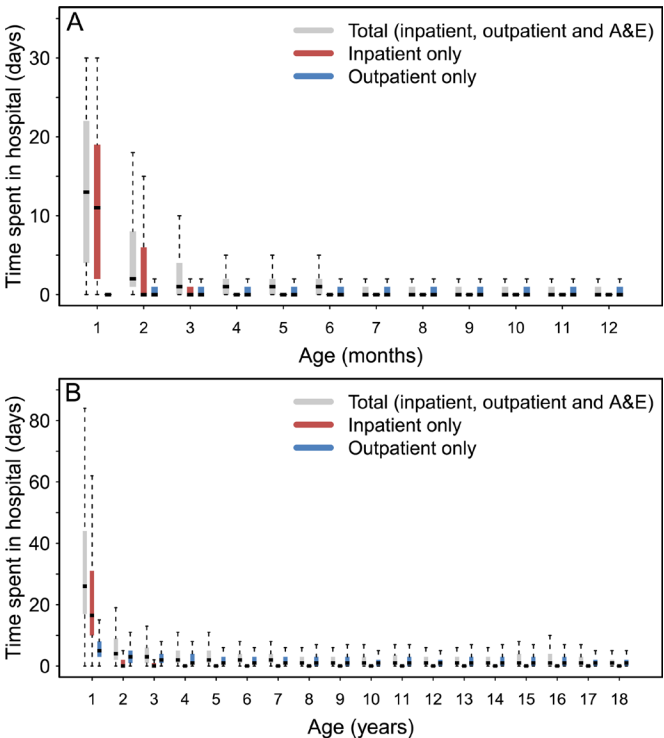 A
Total (inpatient, outpatient and A&E)
Inpatient only
Outpatient only
Time spent in hospital (days)
30
20
10
0
1 2 3 4 5 6 7 8 9 10 11 12
Age (months)
B
Total (inpatient, outpatient and A&E)
Inpatient only
Outpatient only
Time spent in hospital (days)
80
60
40
20
0
1 2 3 4 5 6 7 8 9 10 11 12 13 14 15 16 17 18
Age (years)